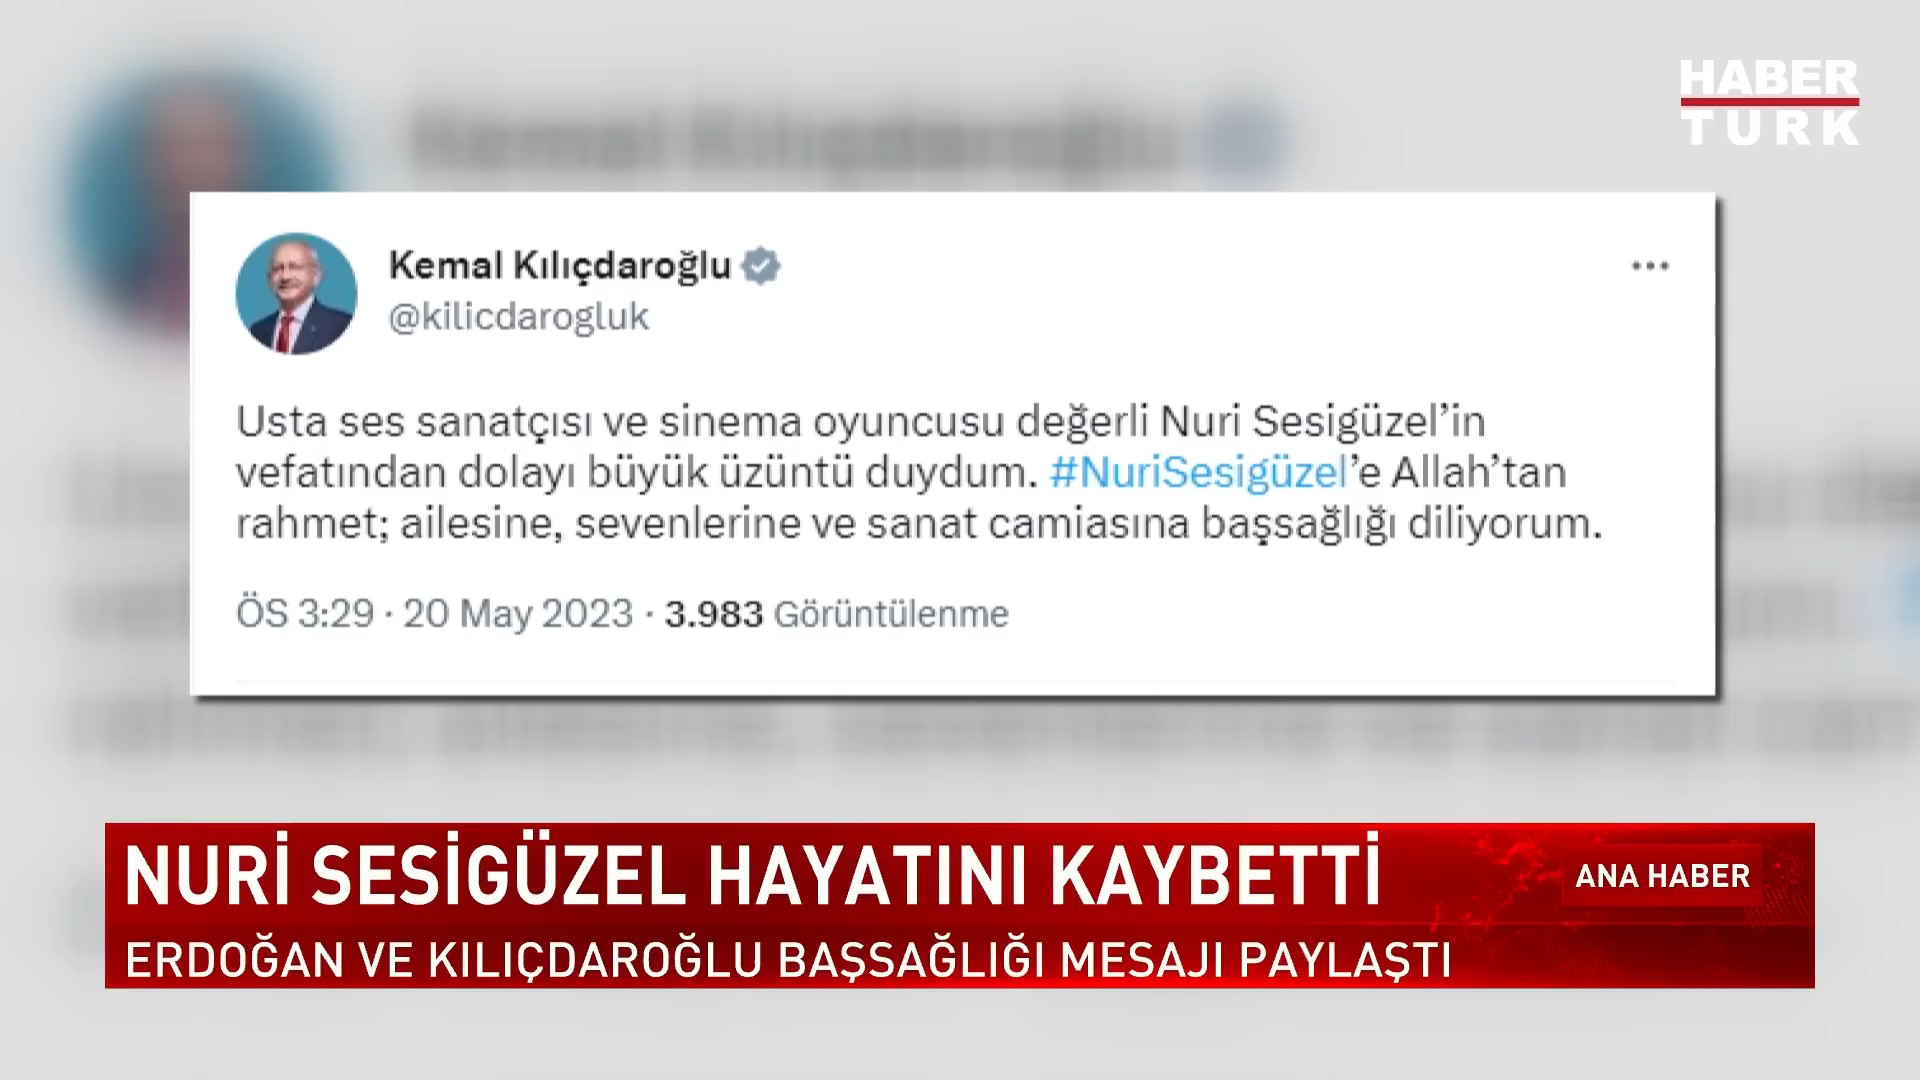 HABER
TURK
Kemal Kılıçdaroğlu
@kilicdarogluk
Usta ses sanatçısı ve sinema oyuncusu değerli Nuri Sesigüzel’in
vefatından dolayı büyük üzüntü duydum. #NuriSesigüzel’e Allah’tan
rahmet; ailesine, sevenlerine ve sanat camiasına başsağlığı diliyorum.
ÖS 3:29 · 20 May 2023 · 3.983 Görüntülenme
NURİ SESİGÜZEL HAYATINI KAYBETTİ
ANA HABER
ERDOĞAN VE KILIÇDAROĞLU BAŞSAĞLIĞI MESAJI PAYLAŞTI